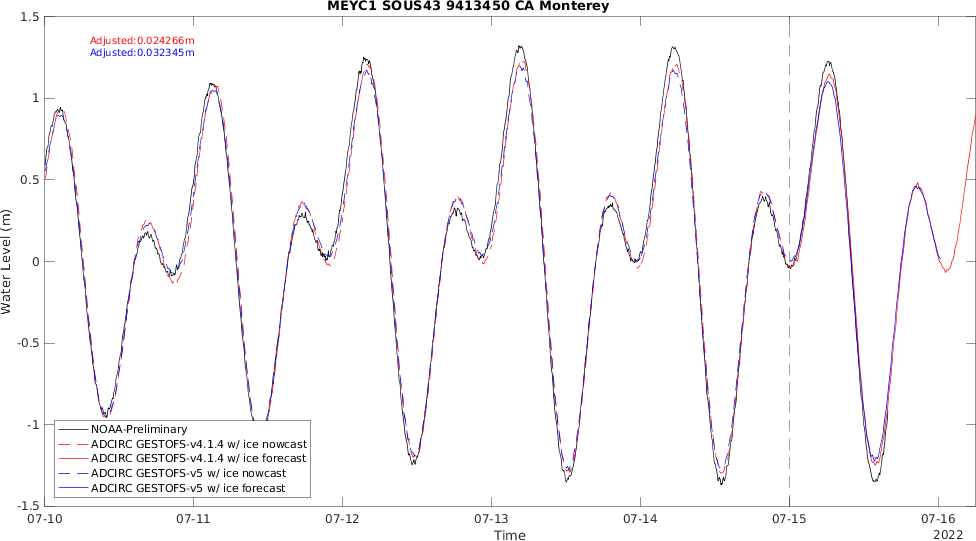 MEYC1 SOUS43 9413450 CA Monterey
1.5
Adjusted:0.024266m
Adjusted:0.032345m
1
0.5
0
-0.5
-1
-1.5
Water Level (m)
NOAA-Preliminary
ADCIRC GESTOFS-v4.1.4 w/ ice nowcast
ADCIRC GESTOFS-v4.1.4 w/ ice forecast
ADCIRC GESTOFS-v5 w/ ice nowcast
ADCIRC GESTOFS-v5 w/ ice forecast
07-10 07-11 07-12 07-13 07-14 07-15 07-16
Time 2022